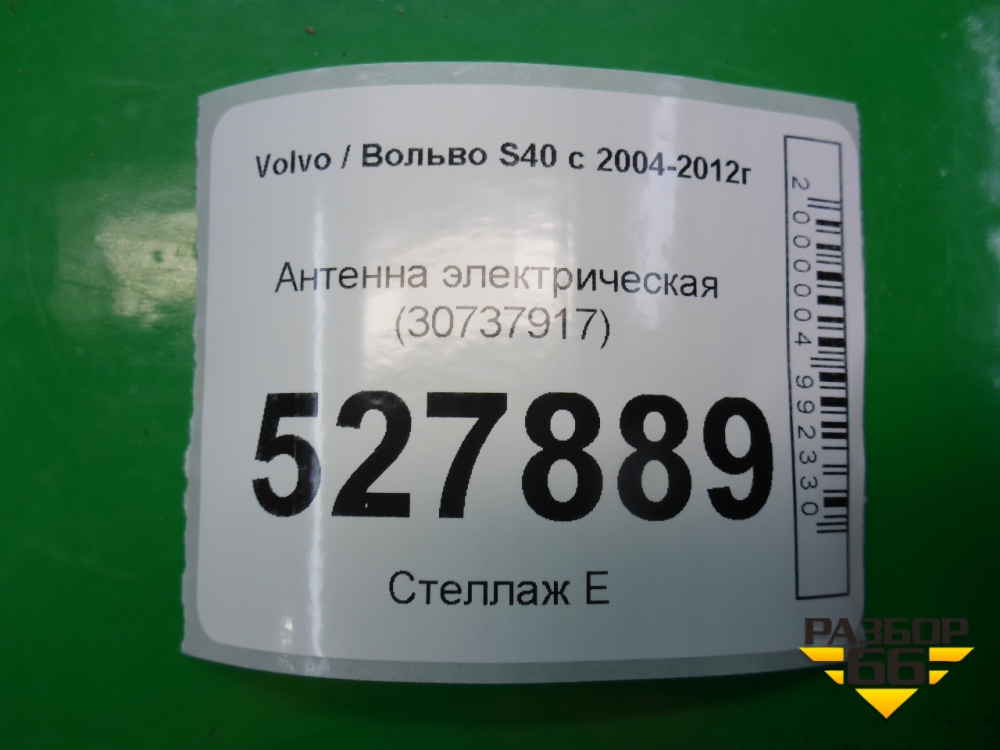 Volvo / Вольво S40 с 2004-2012г
Антенна электрическая
(30737917)
527889
Стеллаж Е
2000004992330
РАЗБОР
66